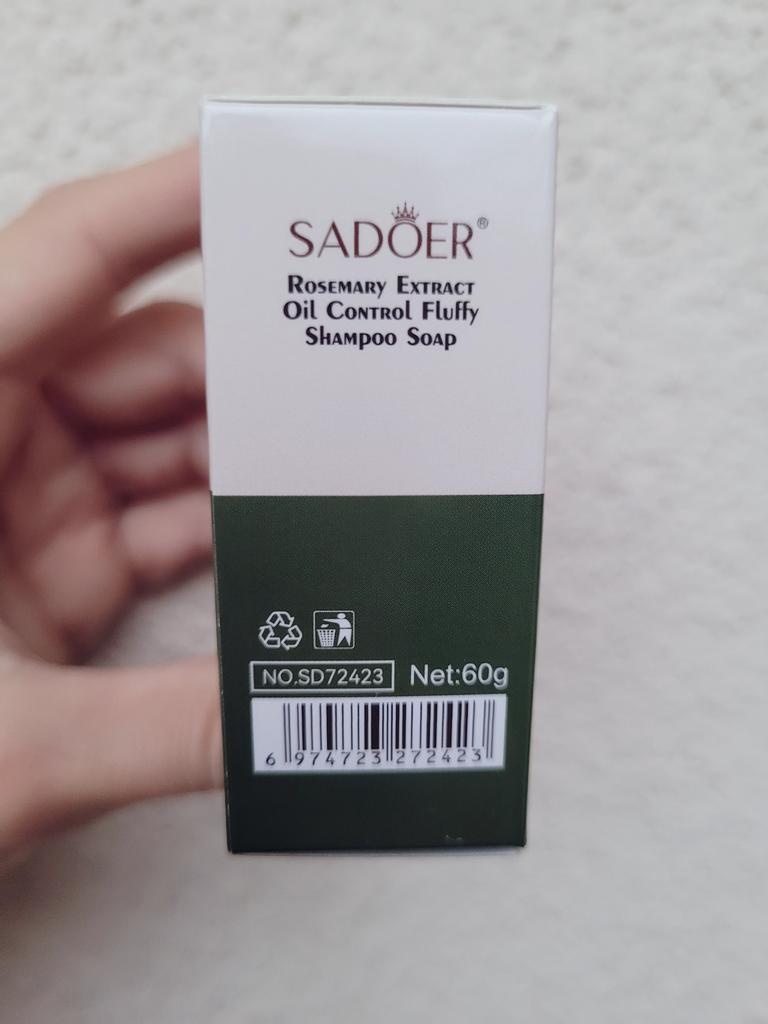 SADOER®
Rosemary Extract
Oil Control Fluffy
Shampoo Soap
NO.SD72423 Net:60g
6 974723 272423